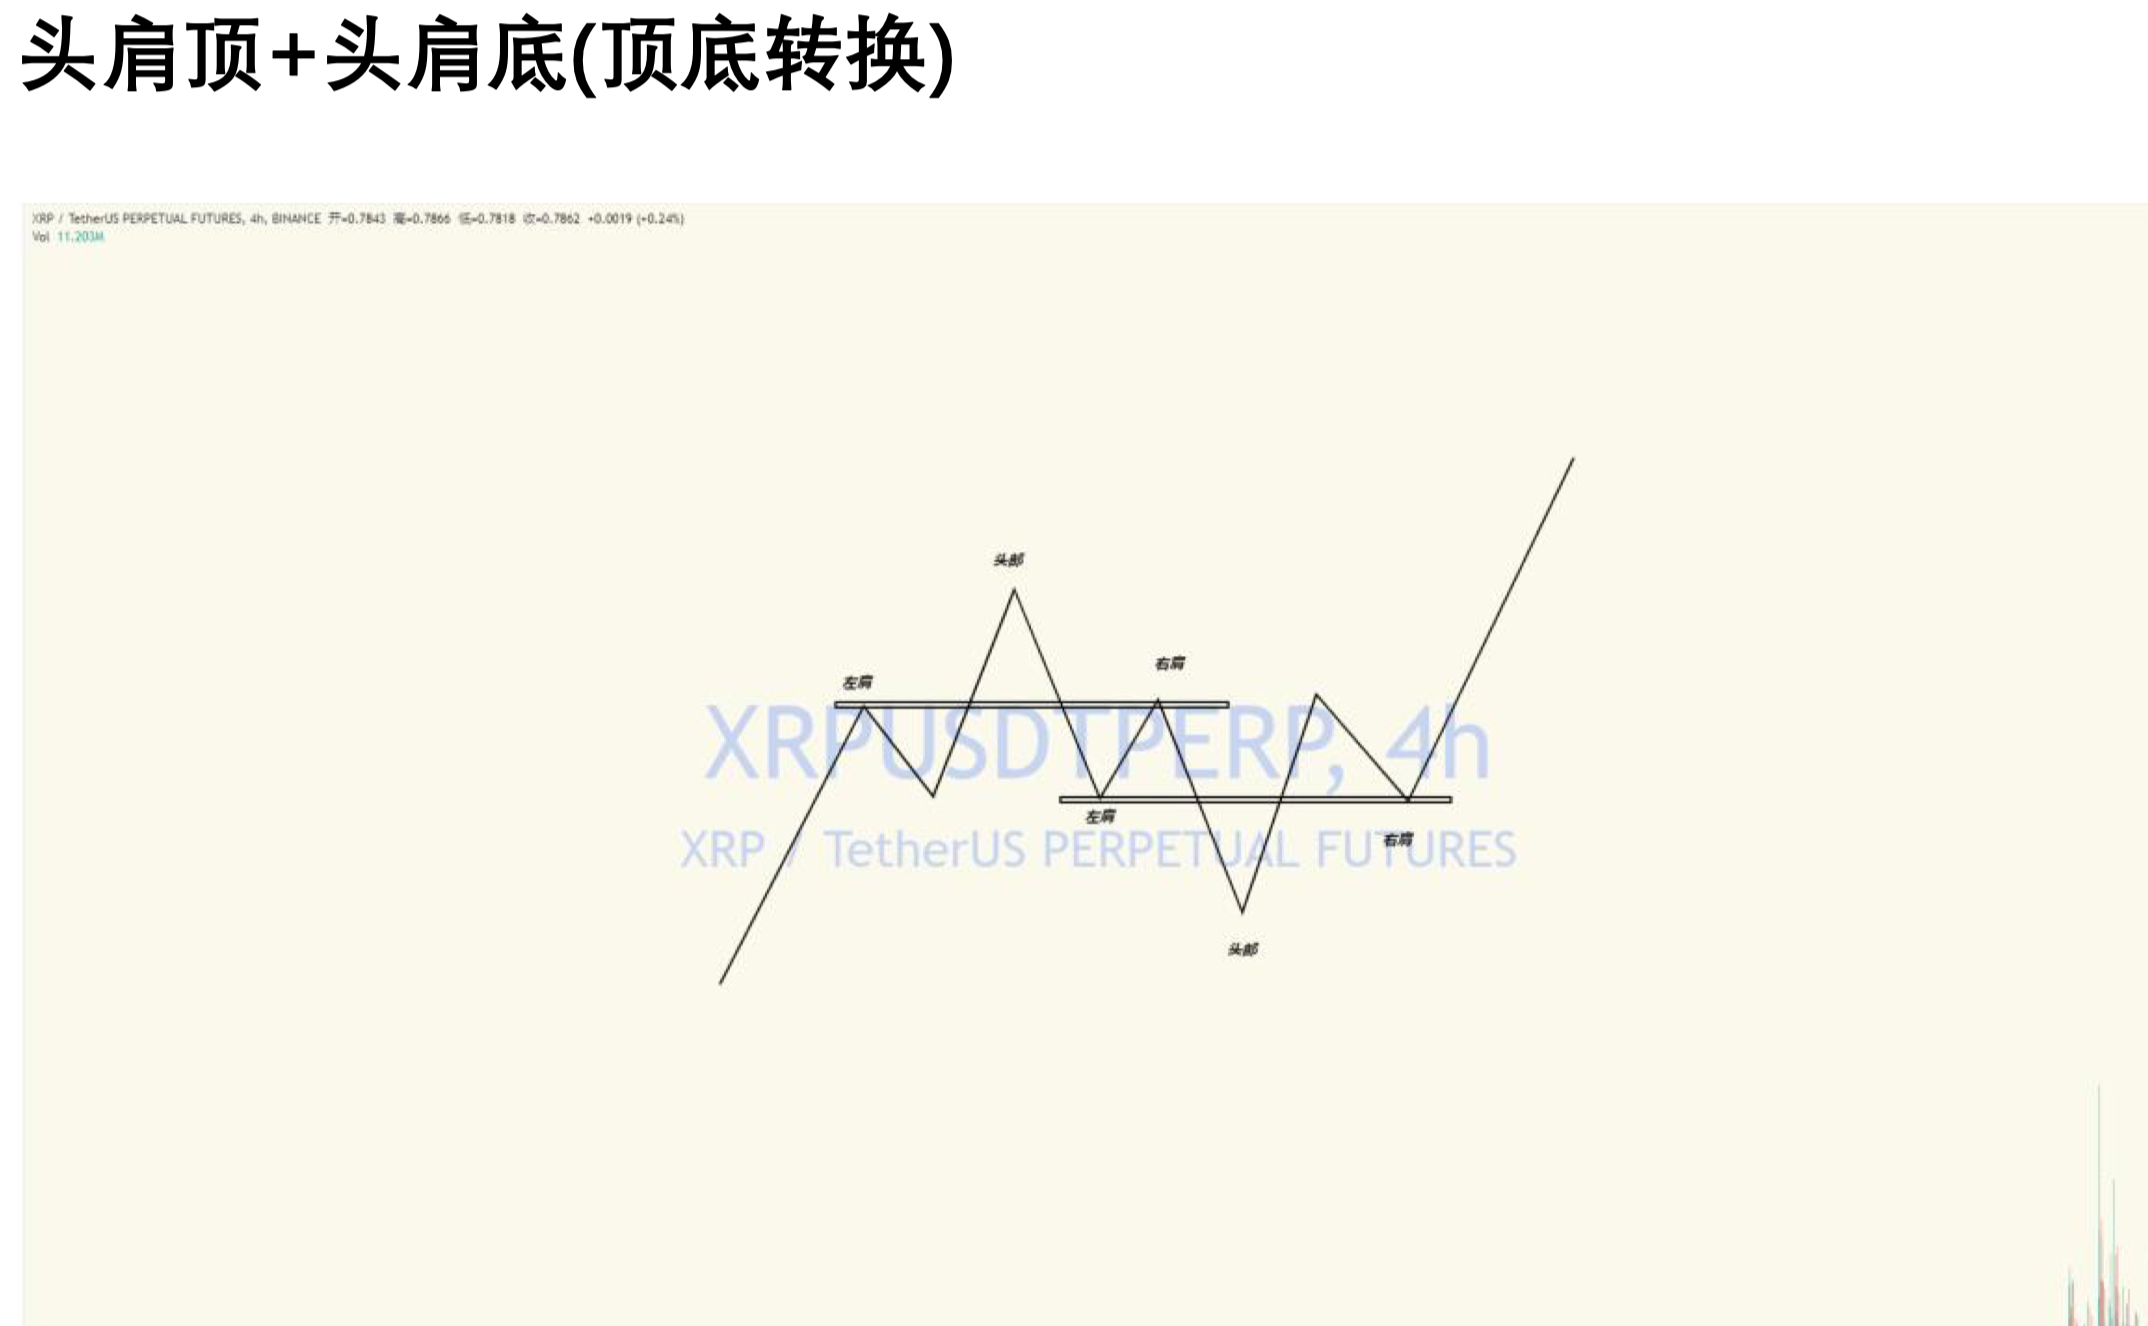 头肩顶+头肩底(顶底转换)
XRP / TetherUS PERPETUAL FUTURES, 4h, BINANCE 开=0.7843 高=0.7866 低=0.7818 收=0.7862 +0.0019 (+0.24%)
Vol 11.203M
头部
右肩
左肩
XRPUSDTPERP, 4h
左肩
右肩
XRP / TetherUS PERPETUAL FUTURES
头部